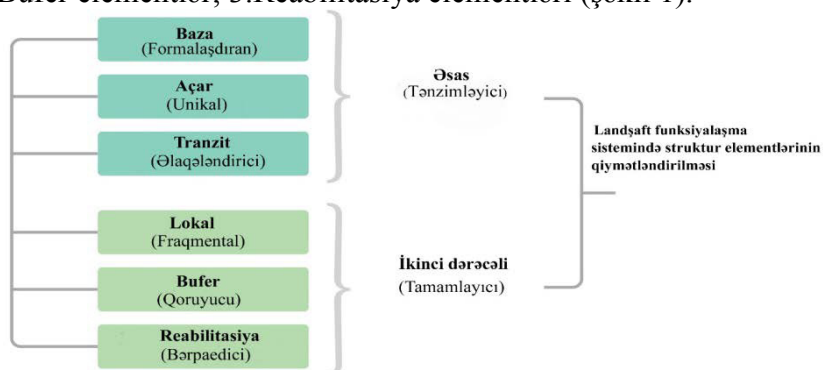 Bufer elementlər, 3.Reabilitasiya elementləri (şəkil 1).
Baza
(Formalaşdıran)
Açar
(Unikal)
Tranzit
(Əlaqələndirici)
Əsas
(Tənzimləyici)
Lokal
(Fraqmental)
Bufer
(Qoruyucu)
Reabilitasiya
(Bərpaedici)
İkinci dərəcəli
(Tamamlayıcı)
Landşaft funksiyalaşma
sistemində struktur elementlərinin
qiymətləndirilməsi